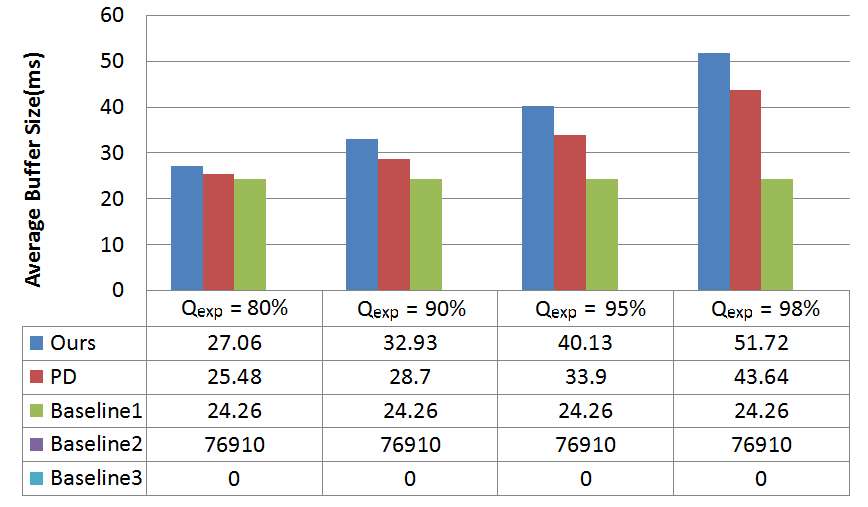 60
50
40
30
20
10
0
Average Buffer Size(ms)
Qexp = 80% Qexp = 90% Qexp = 95% Qexp = 98%
Ours 27.06 32.93 40.13 51.72
PD 25.48 28.7 33.9 43.64
Baseline1 24.26 24.26 24.26 24.26
Baseline2 76910 76910 76910 76910
Baseline3 0 0 0 0